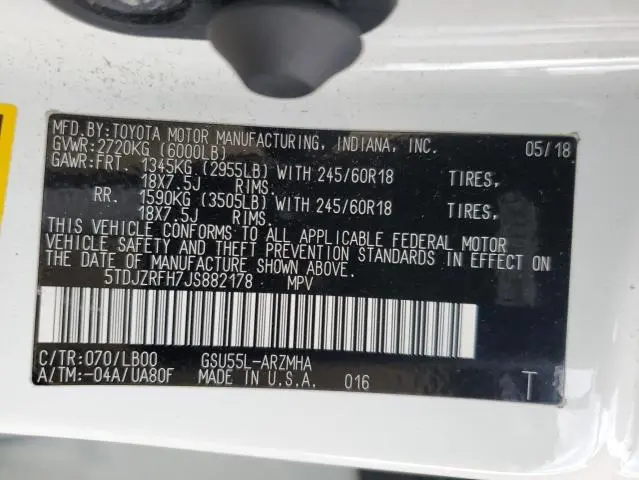 MFD.BY:TOYOTA MOTOR MANUFACTURING, INDIANA, INC. 05/18
GVWR:2720KG (6000LB)
GAWR:FRT. 1345KG (2955LB) WITH 245/60R18 TIRES,
18X7.5J RIMS.
RR. 1590KG (3505LB) WITH 245/60R18 TIRES,
18X7.5J RIMS.
THIS VEHICLE CONFORMS TO ALL APPLICABLE FEDERAL MOTOR
VEHICLE SAFETY AND THEFT PREVENTION STANDARDS IN EFFECT ON
THE DATE OF MANUFACTURE SHOWN ABOVE.
5TDJZRFH7JS882178 MPV
C/TR:070/LB00 GSU55L-ARZMHA
A/TM:-04A/UA80F MADE IN U.S.A. 016 T